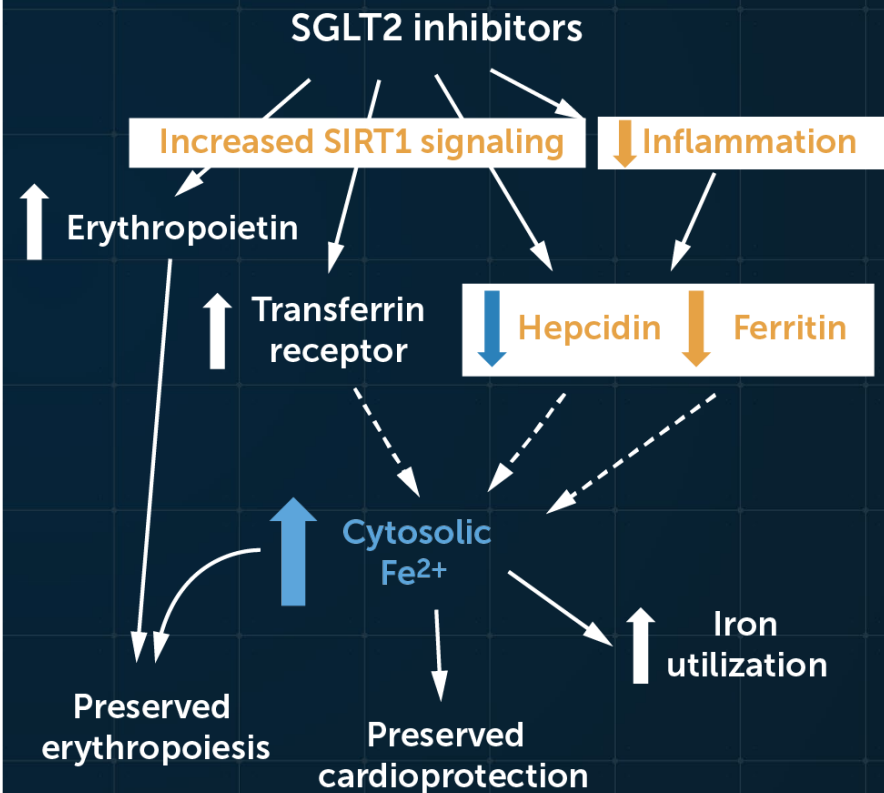 SGLT2 inhibitors
Increased SIRT1 signaling
Inflammation
Erythropoietin
Transferrin
receptor
Hepcidin
Ferritin
Cytosolic
Fe²⁺
Iron
utilization
Preserved
erythropoiesis
Preserved
cardioprotection